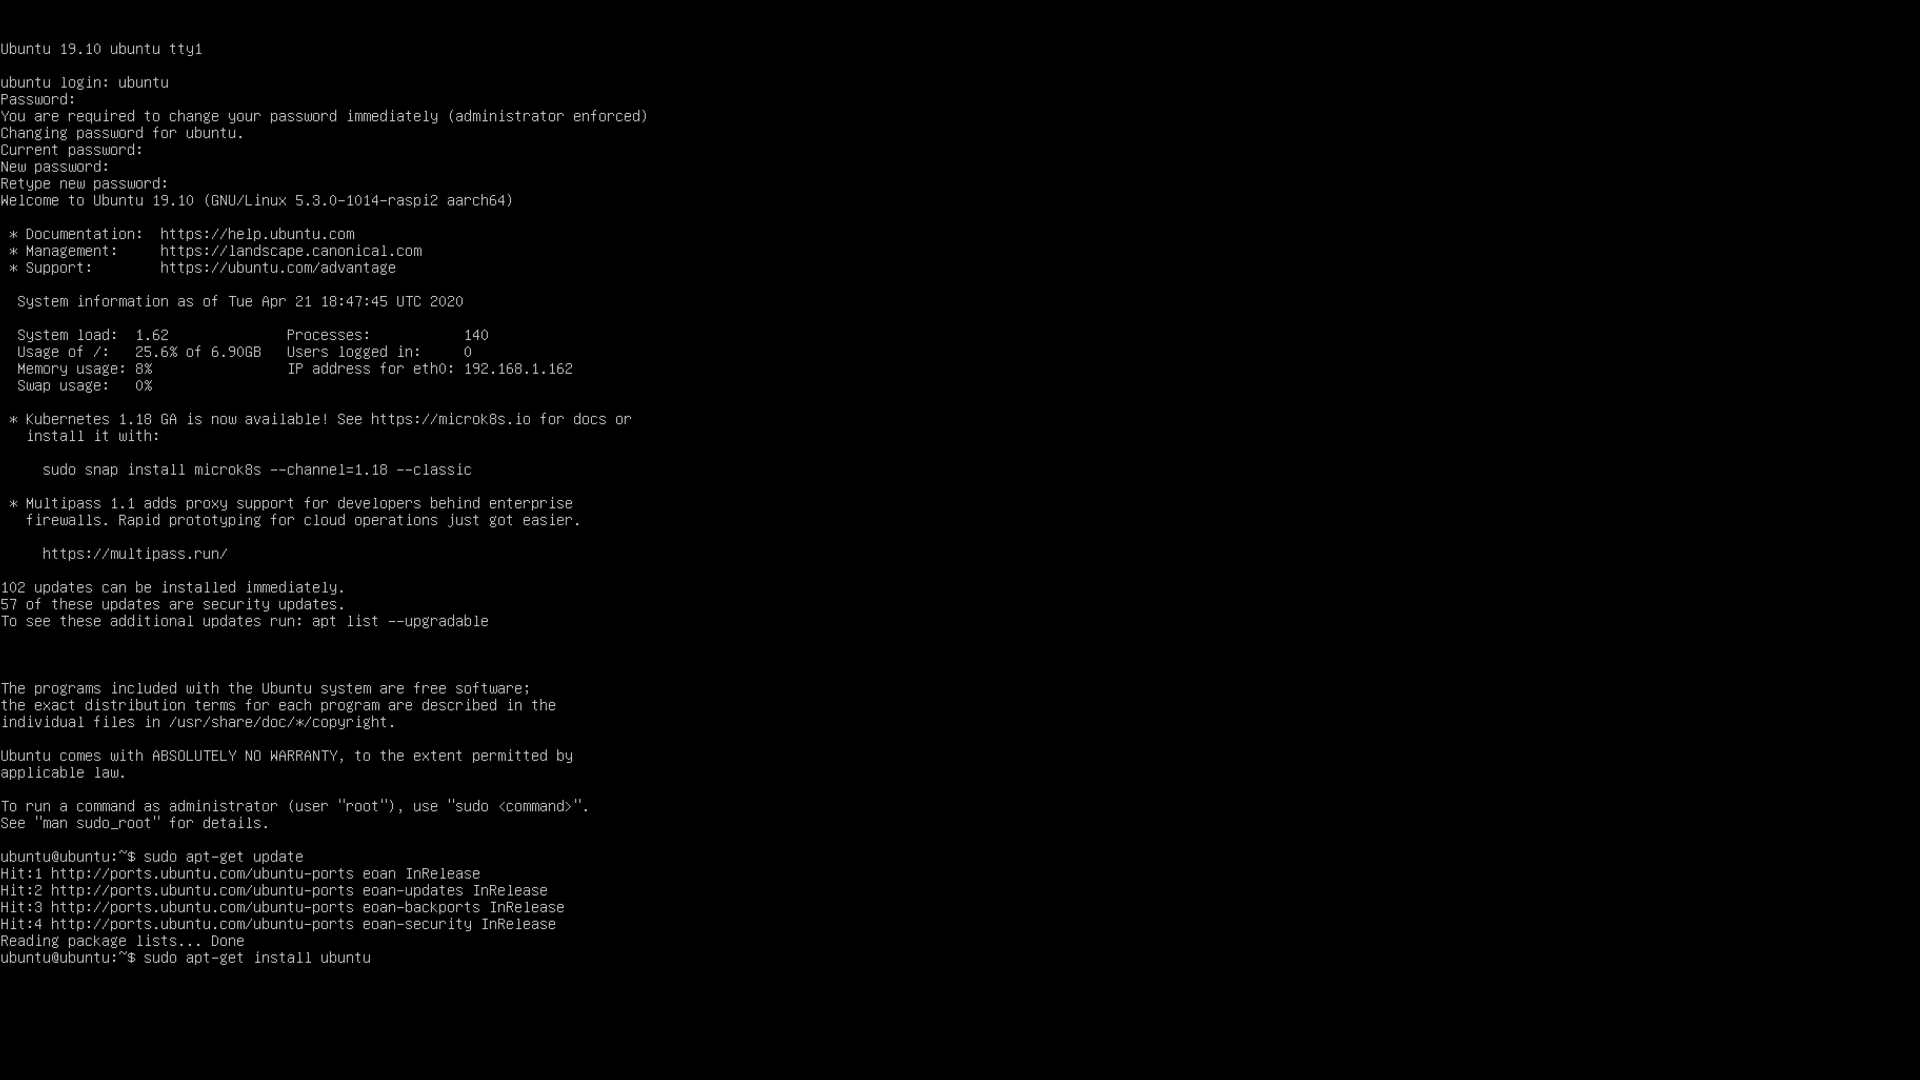 Ubuntu 19.10 ubuntu tty1
ubuntu login: ubuntu
Password:
You are required to change your password immediately (administrator enforced)
Changing password for ubuntu.
Current password:
New password:
Retype new password:
Welcome to Ubuntu 19.10 (GNU/Linux 5.3.0-1014-raspi2 aarch64)
* Documentation:  https://help.ubuntu.com
* Management:     https://landscape.canonical.com
* Support:        https://ubuntu.com/advantage
System information as of Tue Apr 21 18:47:45 UTC 2020
System load:  1.62              Processes:           140
Usage of /:   25.6% of 6.90GB   Users logged in:     0
Memory usage: 8%                IP address for eth0: 192.168.1.162
Swap usage:   0%
* Kubernetes 1.18 GA is now available! See https://microk8s.io for docs or
install it with:
sudo snap install microk8s --channel=1.18 --classic
* Multipass 1.1 adds proxy support for developers behind enterprise
firewalls. Rapid prototyping for cloud operations just got easier.
https://multipass.run/
102 updates can be installed immediately.
57 of these updates are security updates.
To see these additional updates run: apt list --upgradable
The programs included with the Ubuntu system are free software;
the exact distribution terms for each program are described in the
individual files in /usr/share/doc/*/copyright.
Ubuntu comes with ABSOLUTELY NO WARRANTY, to the extent permitted by
applicable law.
To run a command as administrator (user "root"), use "sudo <command>".
See "man sudo_root" for details.
ubuntu@ubuntu:~$ sudo apt-get update
Hit:1 http://ports.ubuntu.com/ubuntu-ports eoan InRelease
Hit:2 http://ports.ubuntu.com/ubuntu-ports eoan-updates InRelease
Hit:3 http://ports.ubuntu.com/ubuntu-ports eoan-backports InRelease
Hit:4 http://ports.ubuntu.com/ubuntu-ports eoan-security InRelease
Reading package lists... Done
ubuntu@ubuntu:~$ sudo apt-get install ubuntu